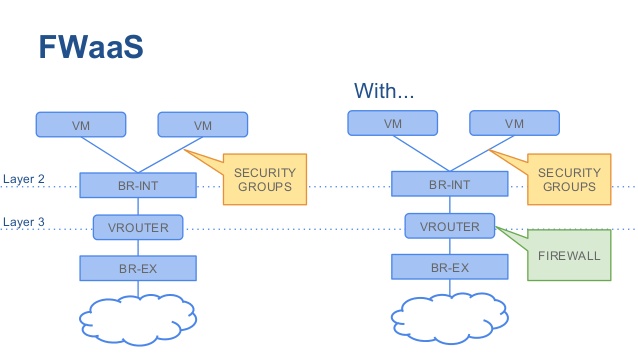 FWaaS
With...
VM
VM
VM
VM
SECURITY
GROUPS
SECURITY
GROUPS
Layer 2
BR-INT
BR-INT
Layer 3
VROUTER
VROUTER
FIREWALL
BR-EX
BR-EX